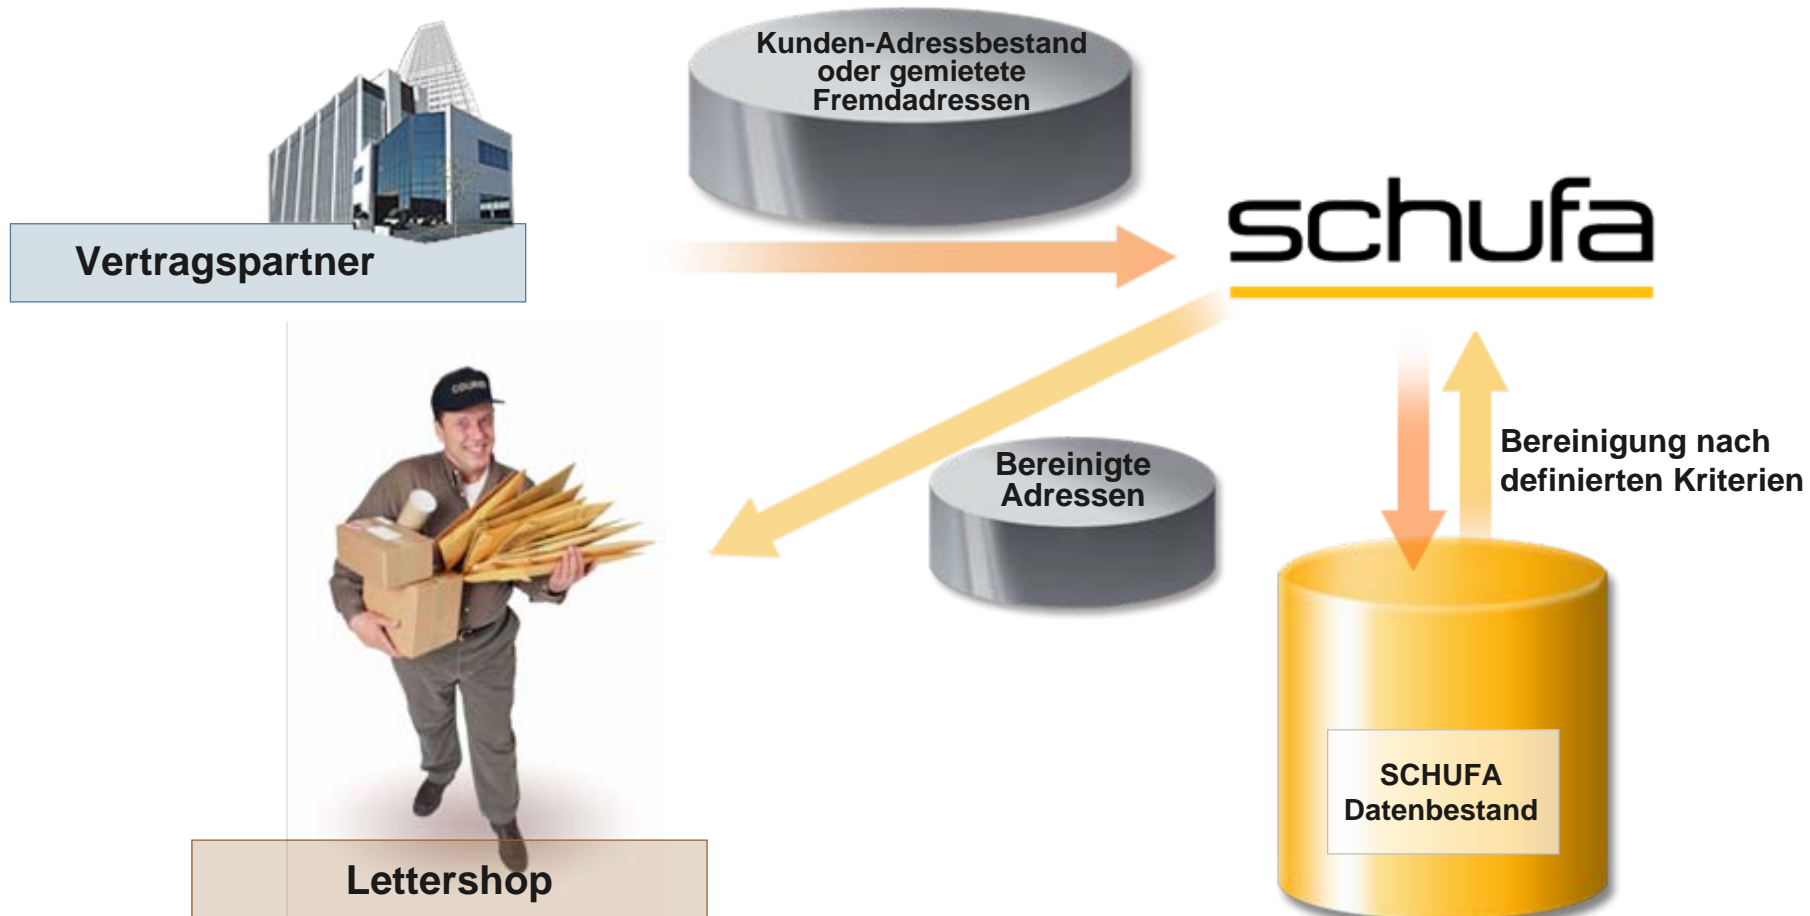 Kunden-Adressbestand
oder gemietete
Fremdadressen
Vertragspartner
schufa
Bereinigung nach
definierten Kriterien
Bereinigte
Adressen
SCHUFA
Datenbestand
Lettershop